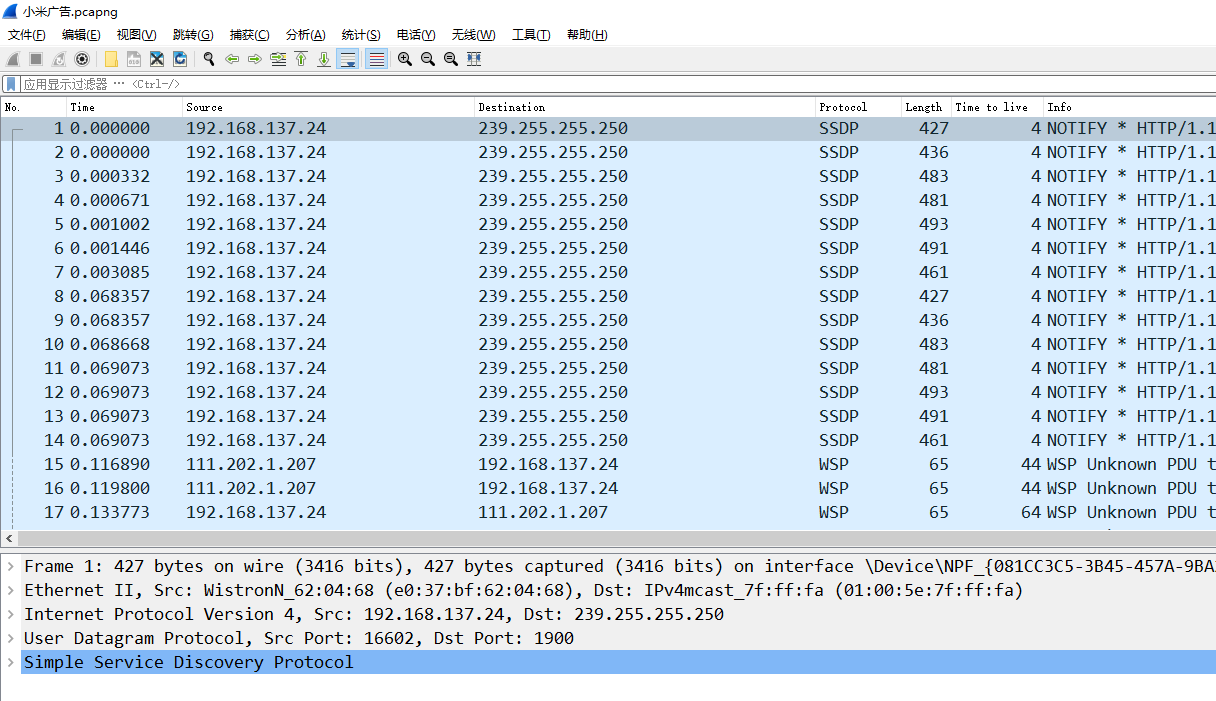 小米广告.pcapng
文件(F) 编辑(E) 视图(V) 跳转(G) 捕获(C) 分析(A) 统计(S) 电话(Y) 无线(W) 工具(T) 帮助(H)
应用显示过滤器 … <Ctrl-/>
No. Time Source Destination Protocol Length Time to live Info
1 0.000000 192.168.137.24 239.255.255.250 SSDP 427 4 NOTIFY * HTTP/1.1
2 0.000000 192.168.137.24 239.255.255.250 SSDP 436 4 NOTIFY * HTTP/1.1
3 0.000332 192.168.137.24 239.255.255.250 SSDP 483 4 NOTIFY * HTTP/1.1
4 0.000671 192.168.137.24 239.255.255.250 SSDP 481 4 NOTIFY * HTTP/1.1
5 0.001002 192.168.137.24 239.255.255.250 SSDP 493 4 NOTIFY * HTTP/1.1
6 0.001446 192.168.137.24 239.255.255.250 SSDP 491 4 NOTIFY * HTTP/1.1
7 0.003085 192.168.137.24 239.255.255.250 SSDP 461 4 NOTIFY * HTTP/1.1
8 0.068357 192.168.137.24 239.255.255.250 SSDP 427 4 NOTIFY * HTTP/1.1
9 0.068357 192.168.137.24 239.255.255.250 SSDP 436 4 NOTIFY * HTTP/1.1
10 0.068668 192.168.137.24 239.255.255.250 SSDP 483 4 NOTIFY * HTTP/1.1
11 0.069073 192.168.137.24 239.255.255.250 SSDP 481 4 NOTIFY * HTTP/1.1
12 0.069073 192.168.137.24 239.255.255.250 SSDP 493 4 NOTIFY * HTTP/1.1
13 0.069073 192.168.137.24 239.255.255.250 SSDP 491 4 NOTIFY * HTTP/1.1
14 0.069073 192.168.137.24 239.255.255.250 SSDP 461 4 NOTIFY * HTTP/1.1
15 0.116890 111.202.1.207 192.168.137.24 WSP 65 44 WSP Unknown PDU t
16 0.119800 111.202.1.207 192.168.137.24 WSP 65 44 WSP Unknown PDU t
17 0.133773 192.168.137.24 111.202.1.207 WSP 65 64 WSP Unknown PDU t
Frame 1: 427 bytes on wire (3416 bits), 427 bytes captured (3416 bits) on interface \Device\NPF_{081CC3C5-3B45-457A-9BA
Ethernet II, Src: WistronN_62:04:68 (e0:37:bf:62:04:68), Dst: IPv4mcast_7f:ff:fa (01:00:5e:7f:ff:fa)
Internet Protocol Version 4, Src: 192.168.137.24, Dst: 239.255.255.250
User Datagram Protocol, Src Port: 16602, Dst Port: 1900
Simple Service Discovery Protocol